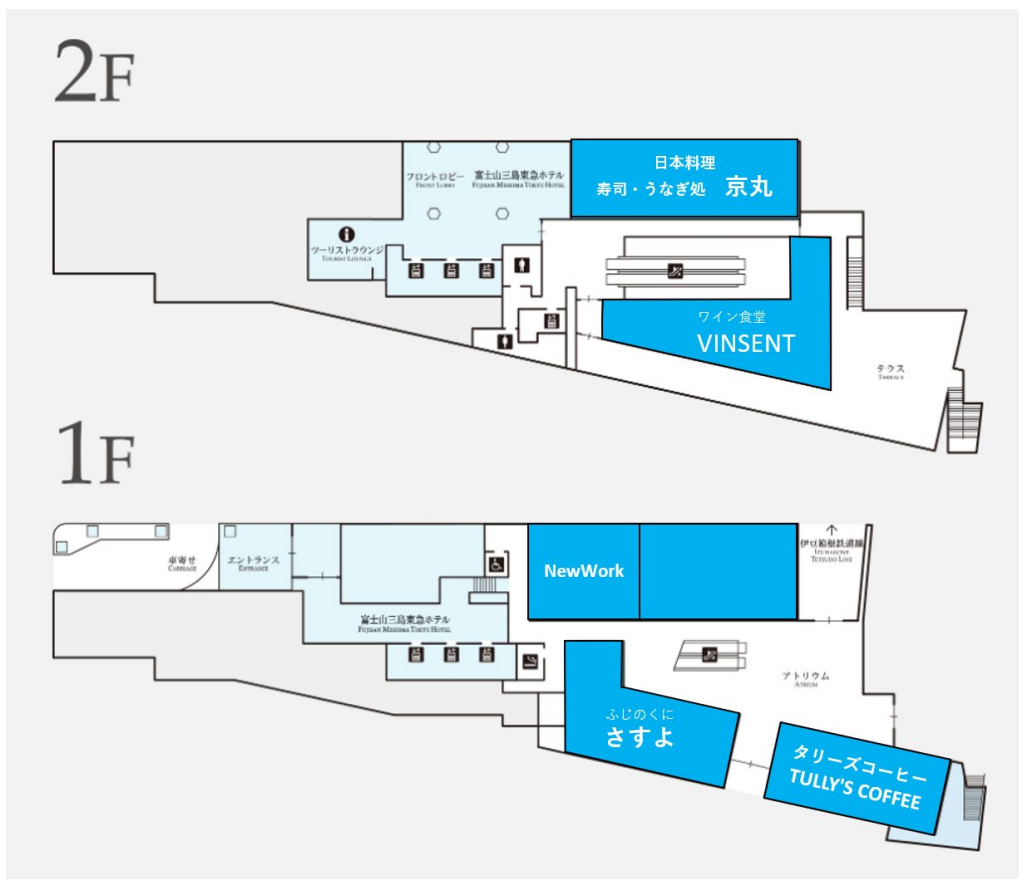 2F
日本料理
寿司・うなぎ処 京丸
フロントロビー
FRONT LOBBY
富士山三島東急ホテル
FUJISAN MISHIMA TOKYU HOTEL
ツーリストラウンジ
TOURIST LOUNGE
ワイン食堂
VINSENT
テラス
TERRACE
1F
車寄せ
CARRIAGE
エントランス
ENTRANCE
NewWork
伊豆箱根鉄道線
IZUHAKONE
TETSUDO LINE
富士山三島東急ホテル
FUJISAN MISHIMA TOKYU HOTEL
アトリウム
ATRIUM
ふじのくに
さすよ
タリーズコーヒー
TULLY'S COFFEE